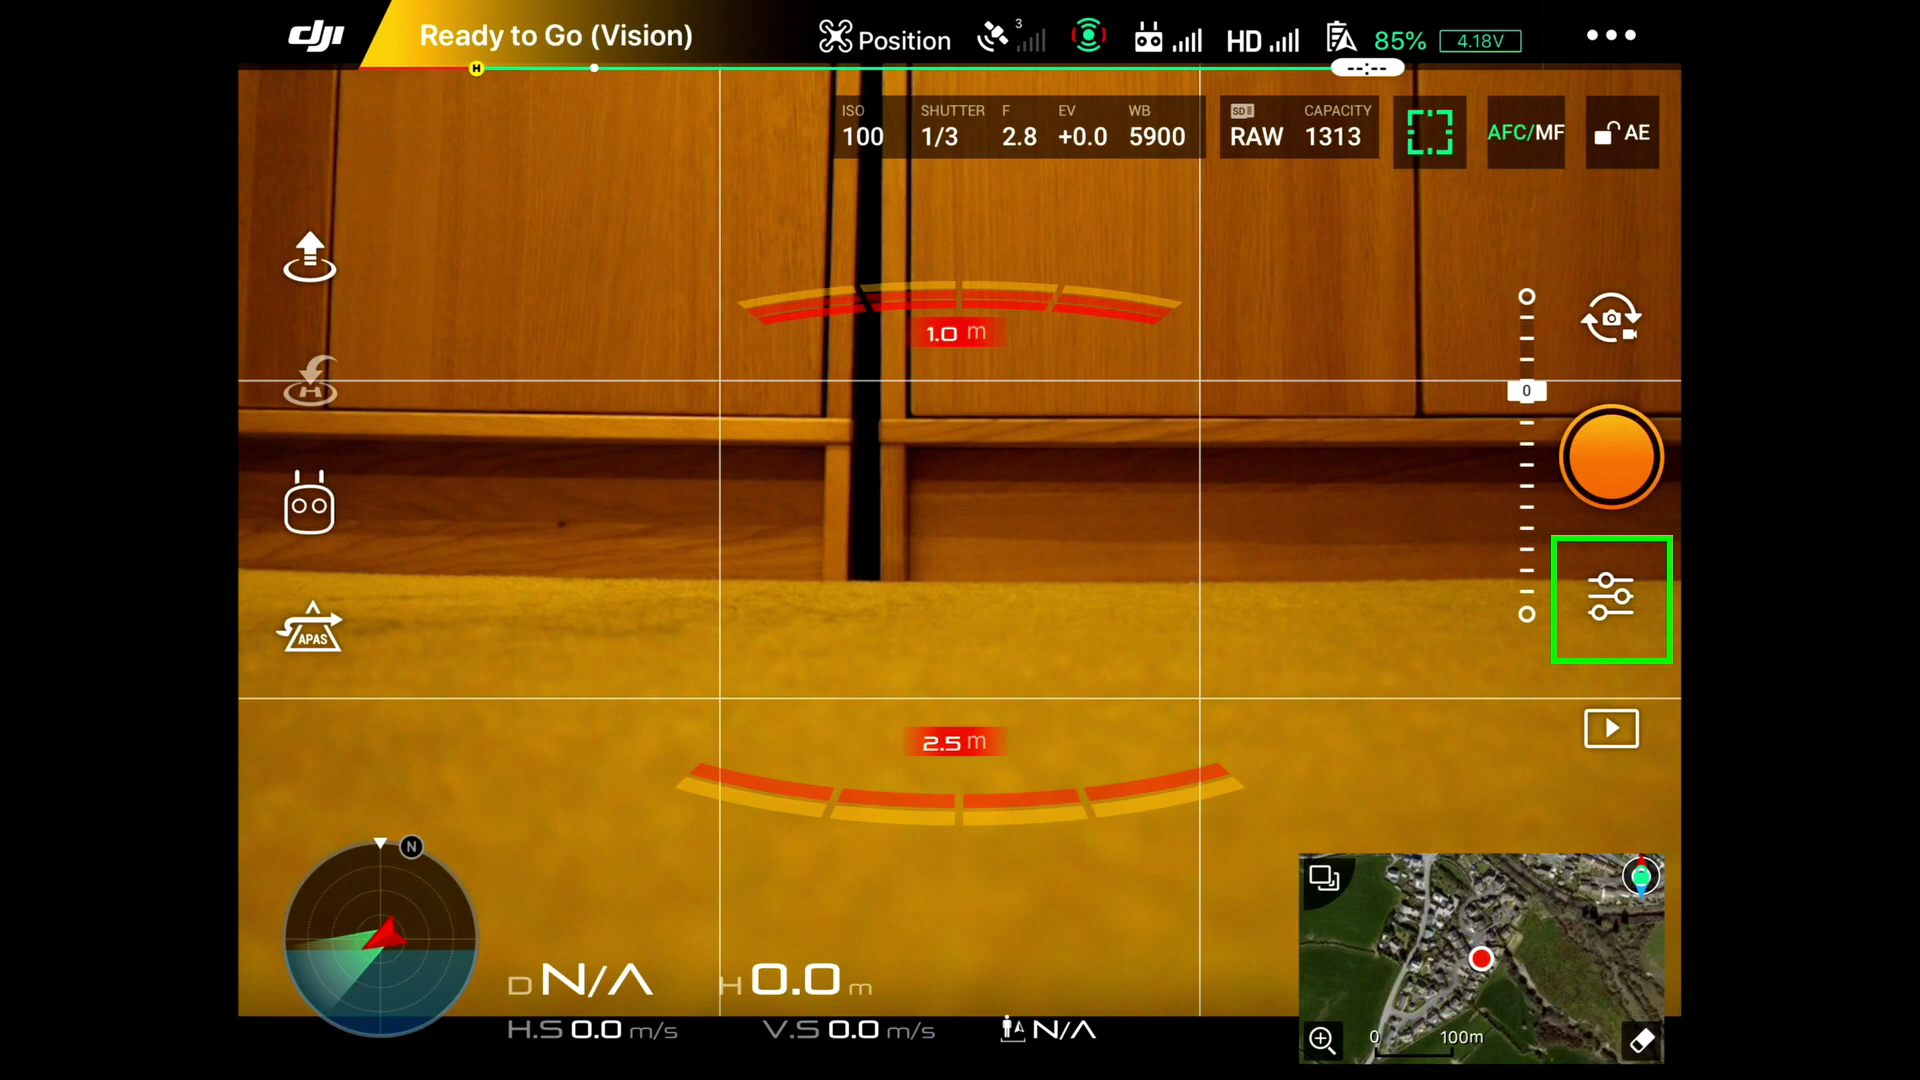 dji Ready to Go (Vision) Position 3 HD 85% 4.18V
H --:--
ISO SHUTTER F EV WB SD CAPACITY
100 1/3 2.8 +0.0 5900 RAW 1313 AFC/MF AE
1.0 m
H
0
APAS
2.5 m
N
D N/A H 0.0 m
H.S 0.0 m/s V.S 0.0 m/s N/A
0 100m